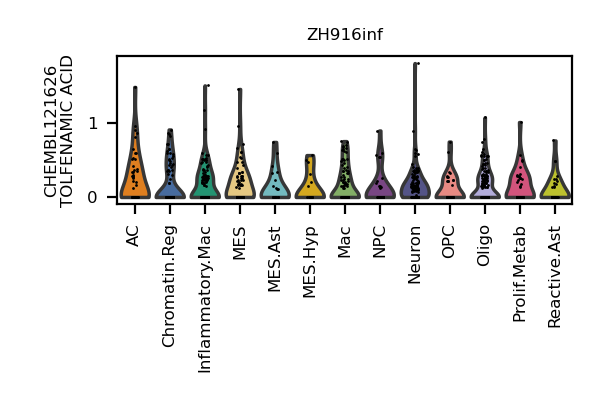 ZH916inf
CHEMBL121626
TOLFENAMIC ACID
1
0
AC
Chromatin.Reg
Inflammatory.Mac
MES
MES.Ast
MES.Hyp
Mac
NPC
Neuron
OPC
Oligo
Prolif.Metab
Reactive.Ast